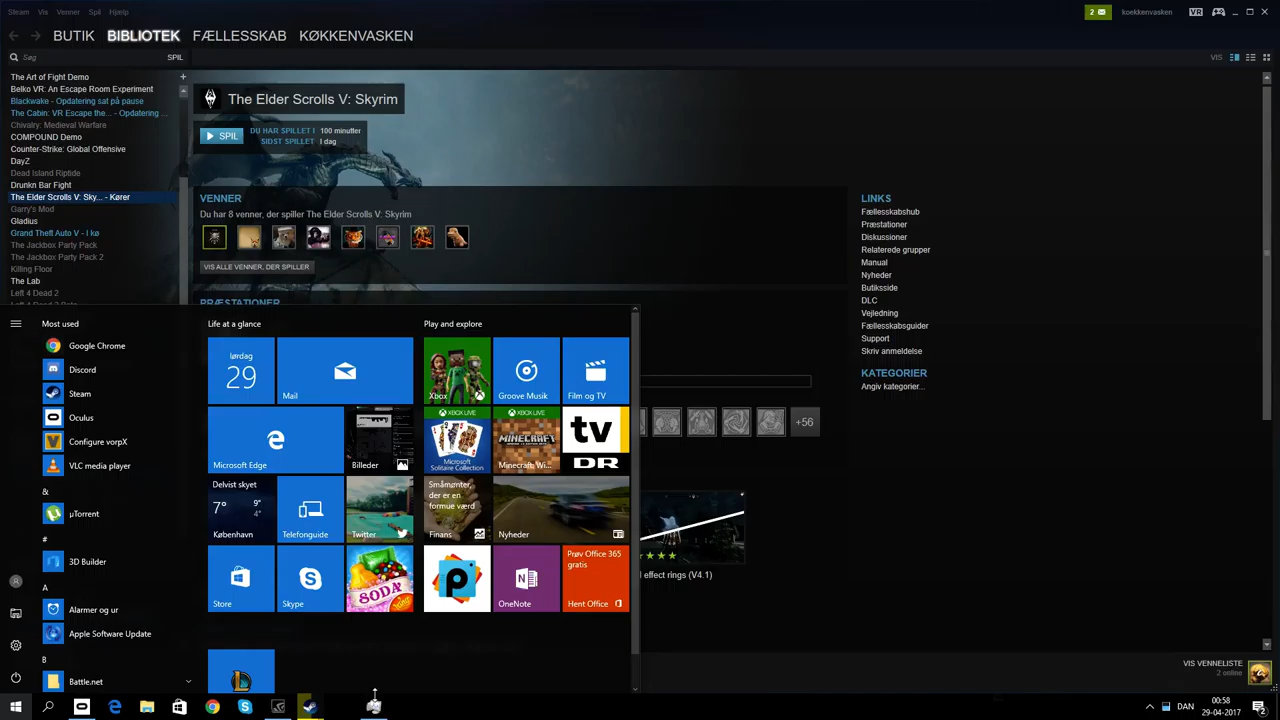 Steam Vis Venner Spil Hjælp
2 koekkenvasken VR
BUTIK BIBLIOTEK FÆLLESSKAB KØKKENVASKEN
Søg SPIL VIS
The Art of Fight Demo
Belko VR: An Escape Room Experiment
Blackwake - Opdatering sat på pause
The Cabin: VR Escape the... - Opdatering ...
Chivalry: Medieval Warfare
COMPOUND Demo
Counter-Strike: Global Offensive
DayZ
Dead Island Riptide
Drunkn Bar Fight
The Elder Scrolls V: Sky... - Kører
Garry's Mod
Gladius
Grand Theft Auto V - I kø
The Jackbox Party Pack
The Jackbox Party Pack 2
Killing Floor
The Lab
Left 4 Dead 2
The Elder Scrolls V: Skyrim
SPIL
DU HAR SPILLET I 100 minutter
SIDST SPILLET I dag
VENNER
Du har 8 venner, der spiller The Elder Scrolls V: Skyrim
VIS ALLE VENNER, DER SPILLER
PRÆSTATIONER
+56
effect rings (V4.1)
LINKS
Fællesskabshub
Præstationer
Diskussioner
Relaterede grupper
Manual
Nyheder
Butiksside
DLC
Vejledning
Fællesskabsguider
Support
Skriv anmeldelse
KATEGORIER
Angiv kategorier...
Most used
Google Chrome
Discord
Steam
Oculus
Configure vorpX
VLC media player
&
µTorrent
#
3D Builder
A
Alarmer og ur
Apple Software Update
B
Battle.net
Life at a glance
lørdag
29
Mail
Microsoft Edge
Billeder
Delvist skyet
7° 9°
4°
København
Telefonguide
Twitter
Store
Skype
SODA
Play and explore
Xbox
Groove Musik
Film og TV
XBOX LIVE
Microsoft
Solitaire Collection
XBOX LIVE
MINECRAFT
Minecraft: Wi...
tv
DR
Småmønter,
der er en
formue værd
Finans
Nyheder
OneNote
Prøv Office 365
gratis
Hent Office
VIS VENNELISTE
2 online
DAN
00:58
29-04-2017
2